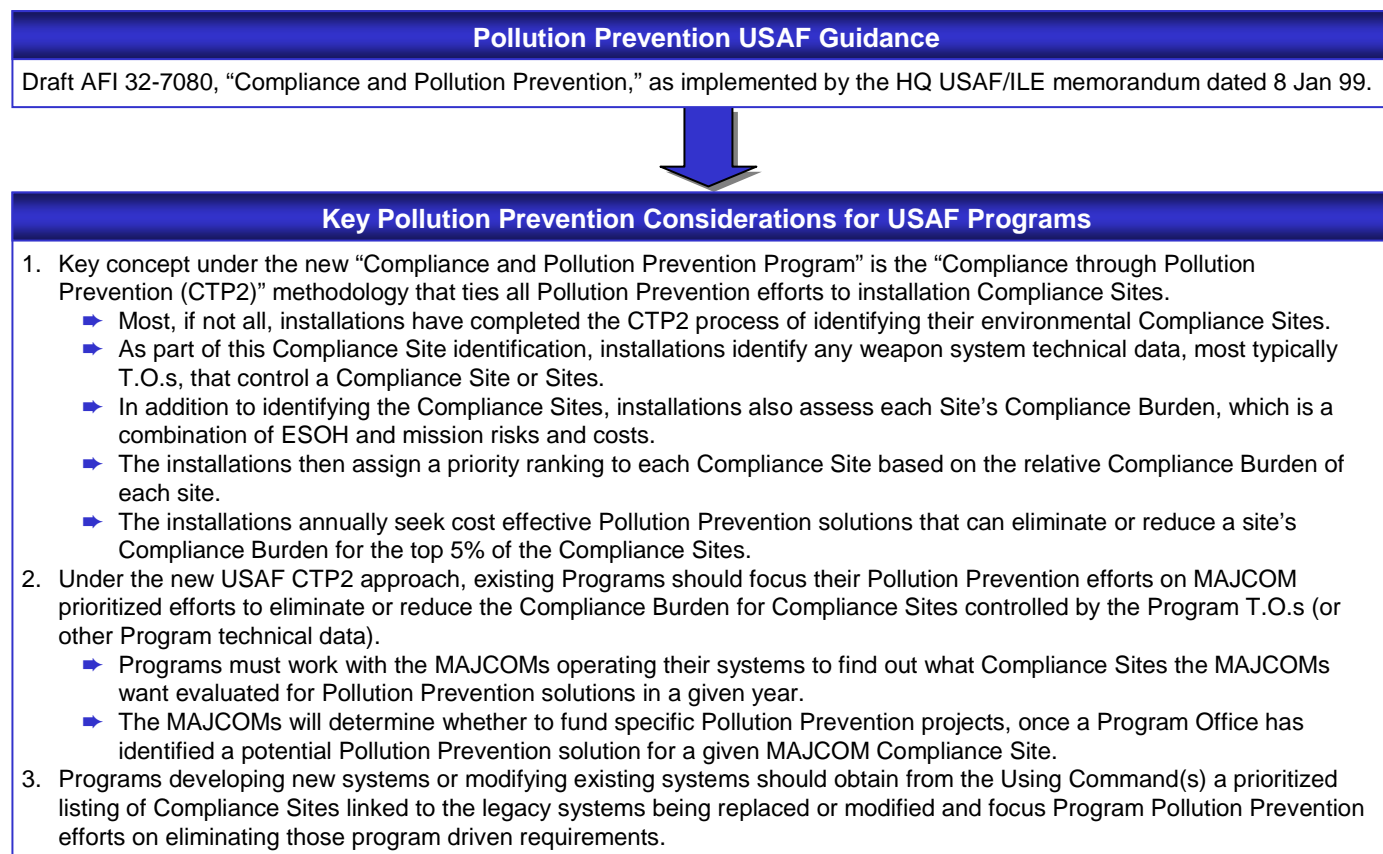 Pollution Prevention USAF Guidance
Draft AFI 32-7080, “Compliance and Pollution Prevention,” as implemented by the HQ USAF/ILE memorandum dated 8 Jan 99.
Key Pollution Prevention Considerations for USAF Programs
1. Key concept under the new “Compliance and Pollution Prevention Program” is the “Compliance through Pollution
Prevention (CTP2)” methodology that ties all Pollution Prevention efforts to installation Compliance Sites.
➨ Most, if not all, installations have completed the CTP2 process of identifying their environmental Compliance Sites.
➨ As part of this Compliance Site identification, installations identify any weapon system technical data, most typically
T.O.s, that control a Compliance Site or Sites.
➨ In addition to identifying the Compliance Sites, installations also assess each Site’s Compliance Burden, which is a
combination of ESOH and mission risks and costs.
➨ The installations then assign a priority ranking to each Compliance Site based on the relative Compliance Burden of
each site.
➨ The installations annually seek cost effective Pollution Prevention solutions that can eliminate or reduce a site’s
Compliance Burden for the top 5% of the Compliance Sites.
2. Under the new USAF CTP2 approach, existing Programs should focus their Pollution Prevention efforts on MAJCOM
prioritized efforts to eliminate or reduce the Compliance Burden for Compliance Sites controlled by the Program T.O.s (or
other Program technical data).
➨ Programs must work with the MAJCOMs operating their systems to find out what Compliance Sites the MAJCOMs
want evaluated for Pollution Prevention solutions in a given year.
➨ The MAJCOMs will determine whether to fund specific Pollution Prevention projects, once a Program Office has
identified a potential Pollution Prevention solution for a given MAJCOM Compliance Site.
3. Programs developing new systems or modifying existing systems should obtain from the Using Command(s) a prioritized
listing of Compliance Sites linked to the legacy systems being replaced or modified and focus Program Pollution Prevention
efforts on eliminating those program driven requirements.